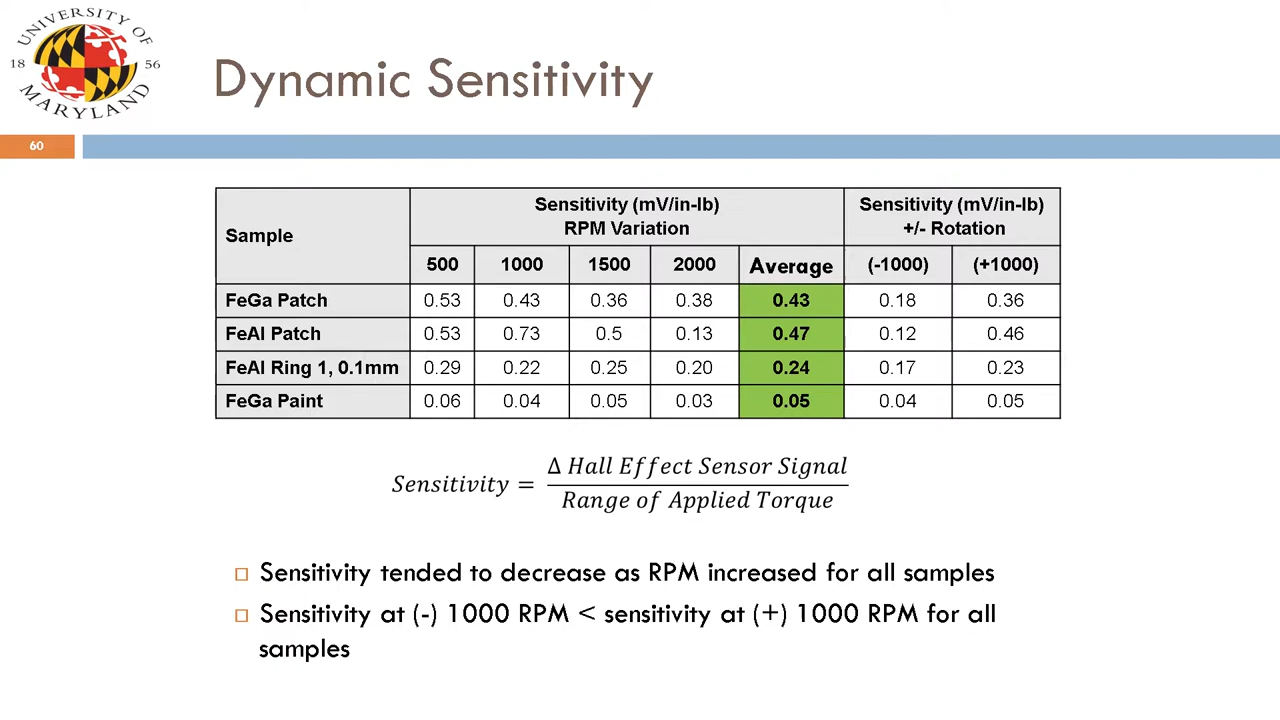 UNIVERSITY OF
18 56
MARYLAND
Dynamic Sensitivity
60
Sample
Sensitivity (mV/in-lb)
RPM Variation
Sensitivity (mV/in-lb)
+/- Rotation
500 1000 1500 2000 Average (-1000) (+1000)
FeGa Patch 0.53 0.43 0.36 0.38 0.43 0.18 0.36
FeAl Patch 0.53 0.73 0.5 0.13 0.47 0.12 0.46
FeAl Ring 1, 0.1mm 0.29 0.22 0.25 0.20 0.24 0.17 0.23
FeGa Paint 0.06 0.04 0.05 0.03 0.05 0.04 0.05
Δ Hall Effect Sensor Signal
Sensitivity =
Range of Applied Torque
Sensitivity tended to decrease as RPM increased for all samples
Sensitivity at (-) 1000 RPM < sensitivity at (+) 1000 RPM for all
samples